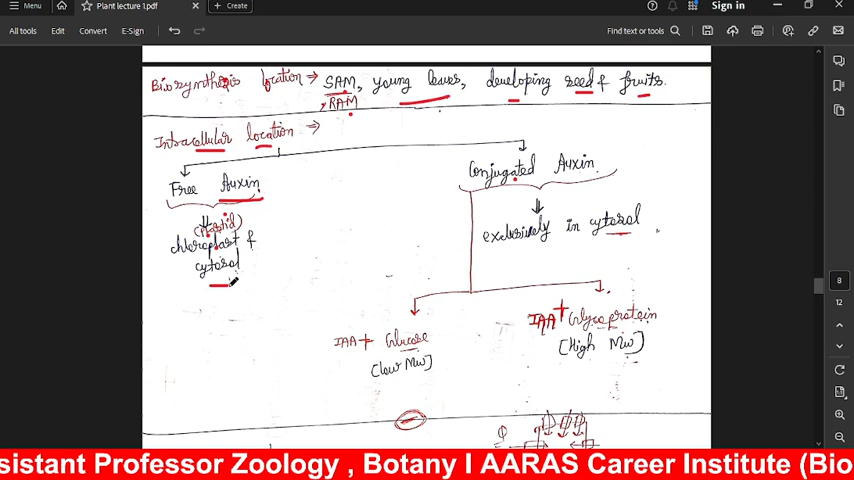 Menu
Plant lecture 1.pdf
Create
Sign in
All tools Edit Convert E-Sign
Find text or tools
Biosynthesis location → SAM, young leaves, developing seed & fruits.
, RAM
Intracellular location ⇒
Free Auxin
Conjugated Auxin
(plastid)
chloroplast &
cytosol
exclusively in cytosol
IAA + Glucose
[low MW]
IAA + Glycoprotein
[High MW]
8
12
sistant Professor Zoology , Botany I AARAS Career Institute (Bio